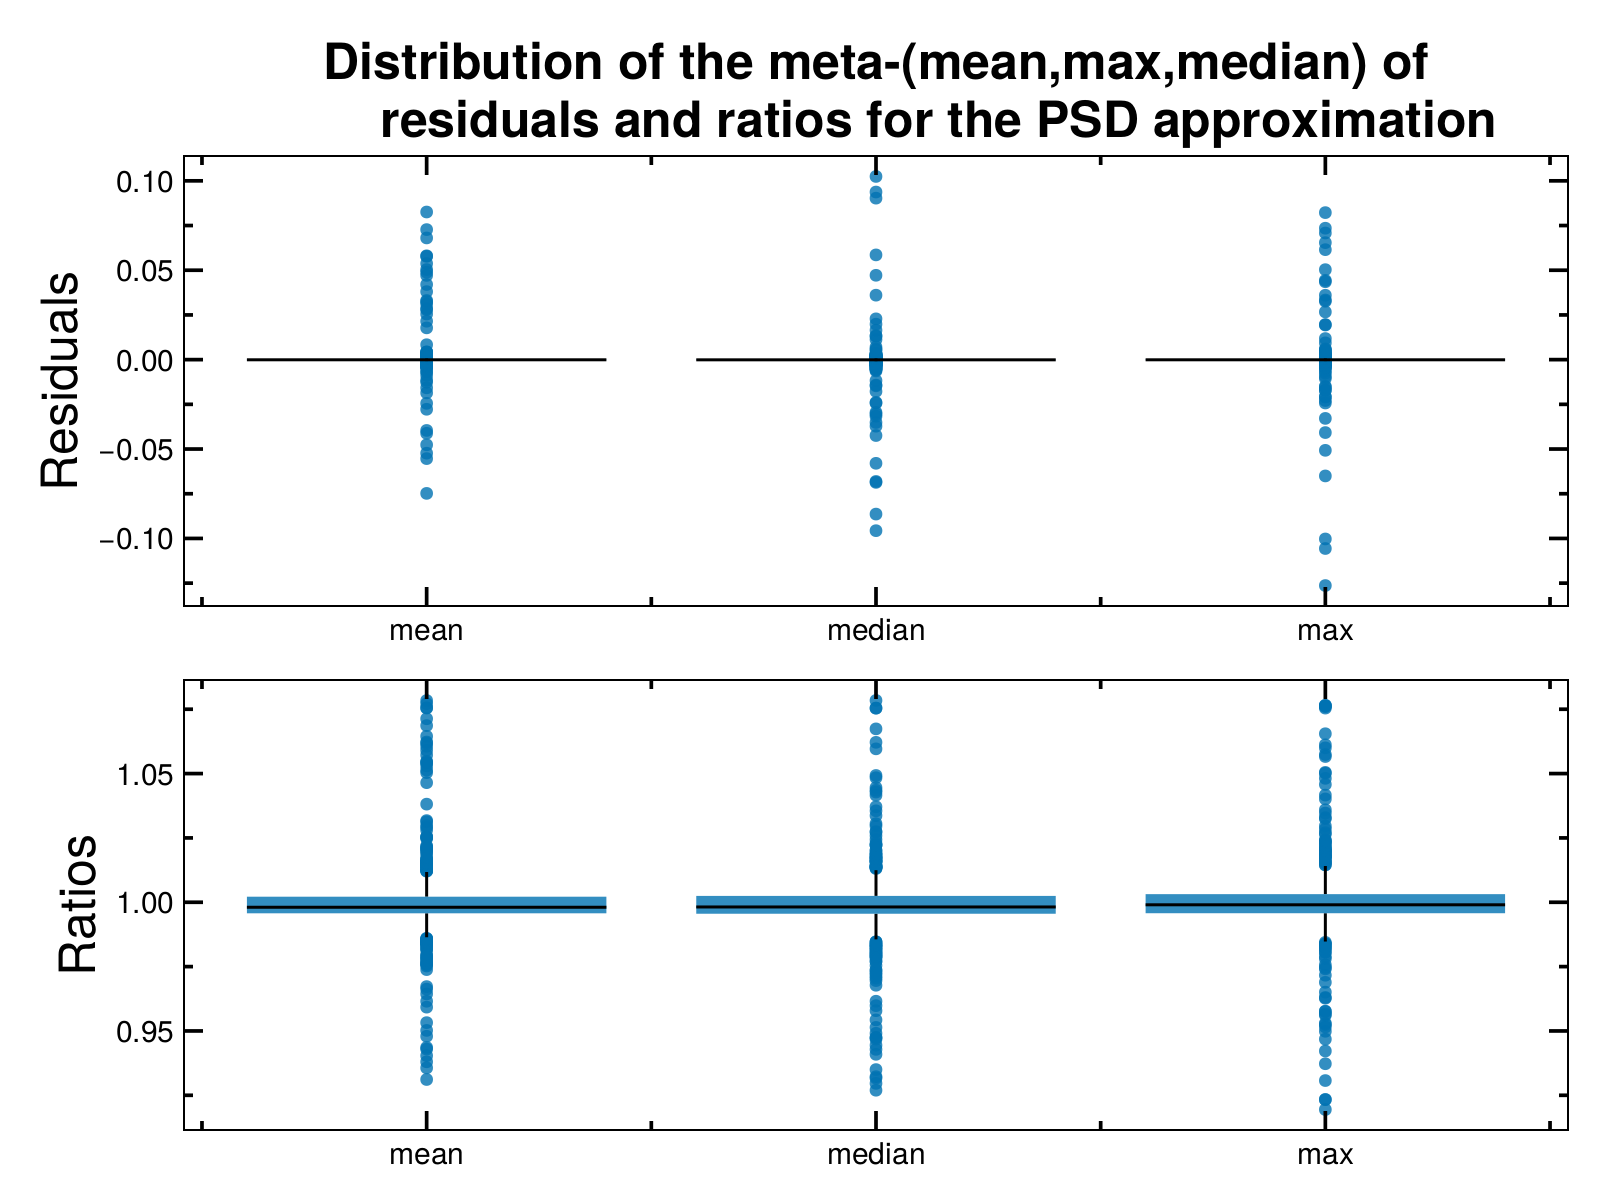 Distribution of the meta-(mean,max,median) of
residuals and ratios for the PSD approximation
Residuals
0.10
0.05
0.00
−0.05
−0.10
mean median max
Ratios
1.05
1.00
0.95
mean median max